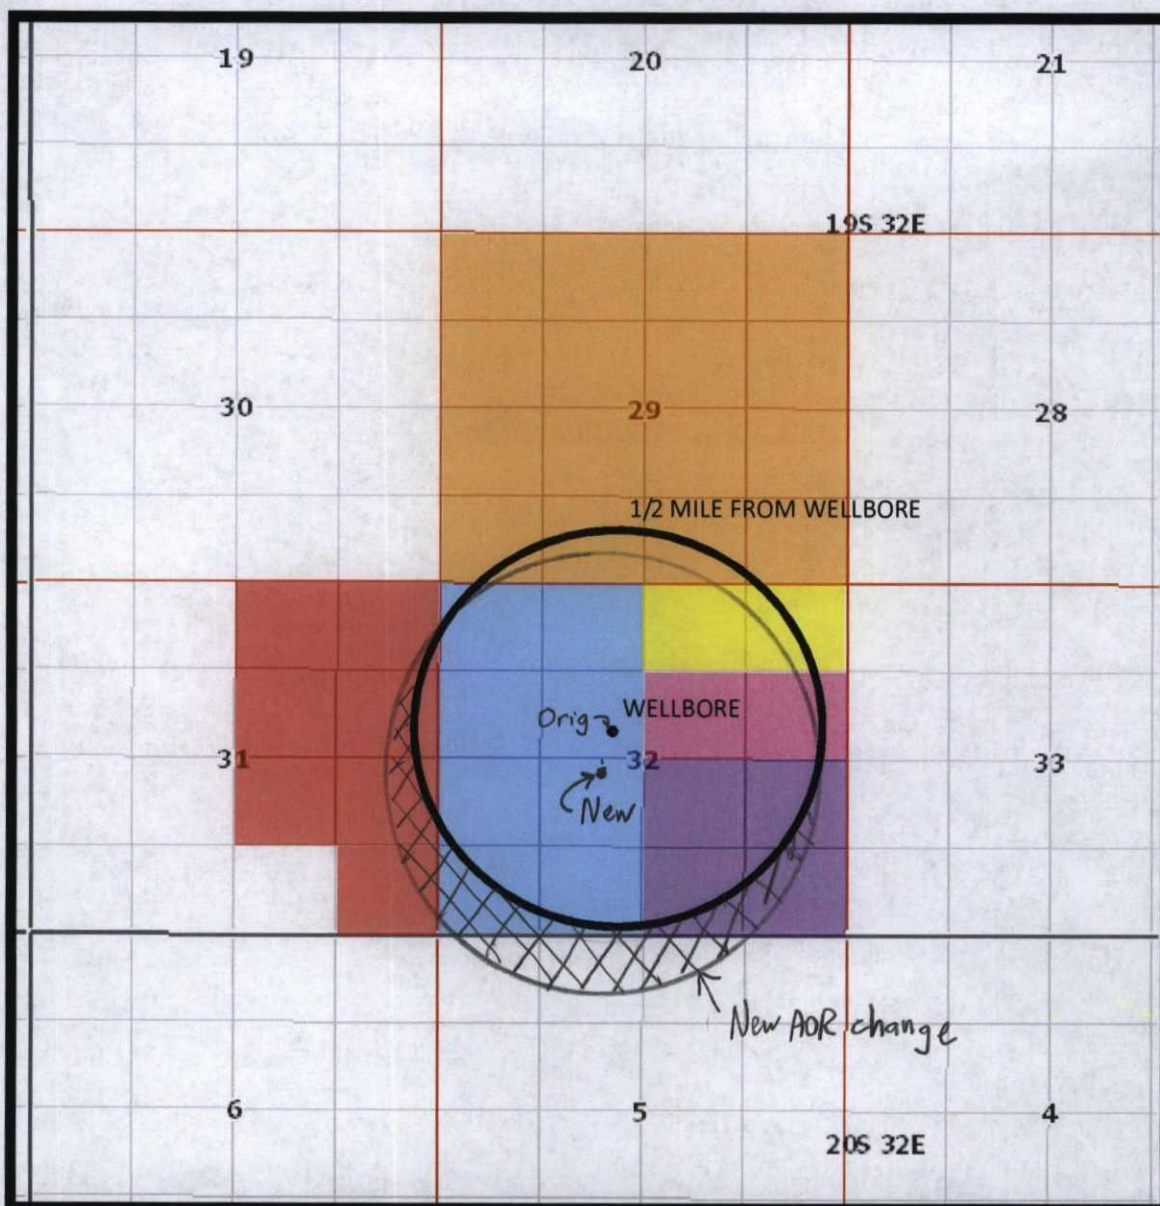 19 20 21
19S 32E
30 29 28
1/2 MILE FROM WELLBORE
Orig WELLBORE
31 32 33
New
New AOR change
6 5 4
20S 32E